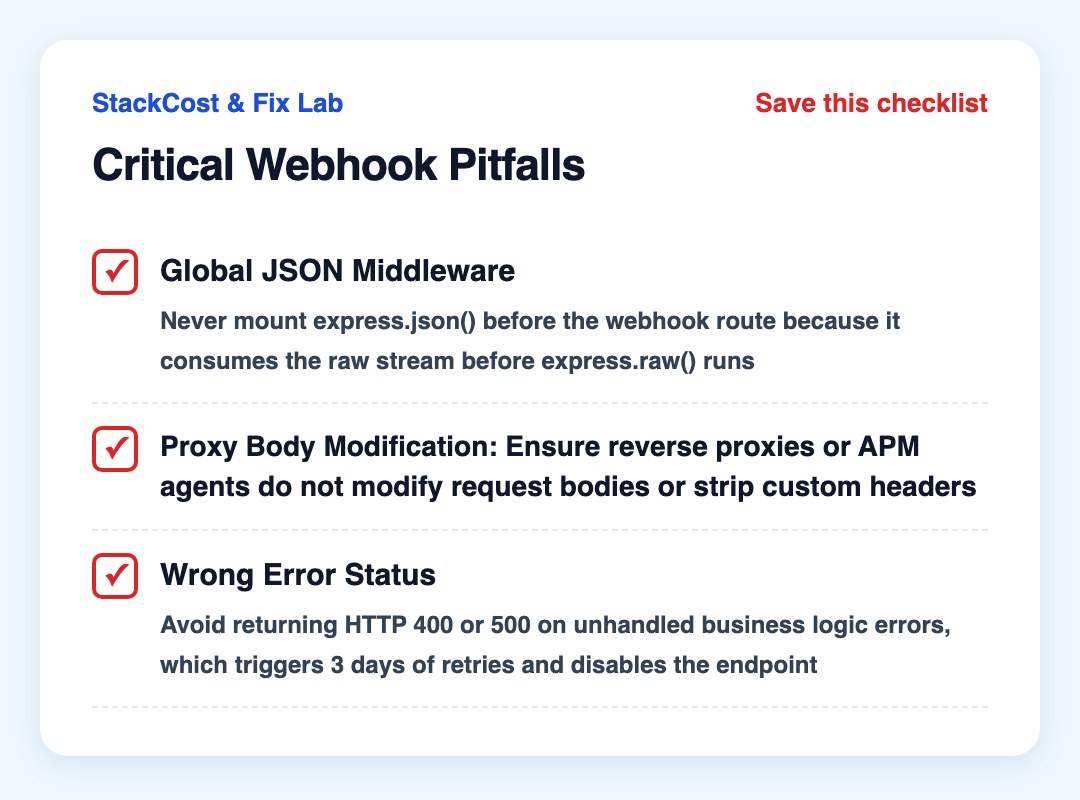 StackCost & Fix Lab
Save this checklist
Critical Webhook Pitfalls
Global JSON Middleware
Never mount express.json() before the webhook route because it
consumes the raw stream before express.raw() runs
Proxy Body Modification: Ensure reverse proxies or APM
agents do not modify request bodies or strip custom headers
Wrong Error Status
Avoid returning HTTP 400 or 500 on unhandled business logic errors,
which triggers 3 days of retries and disables the endpoint